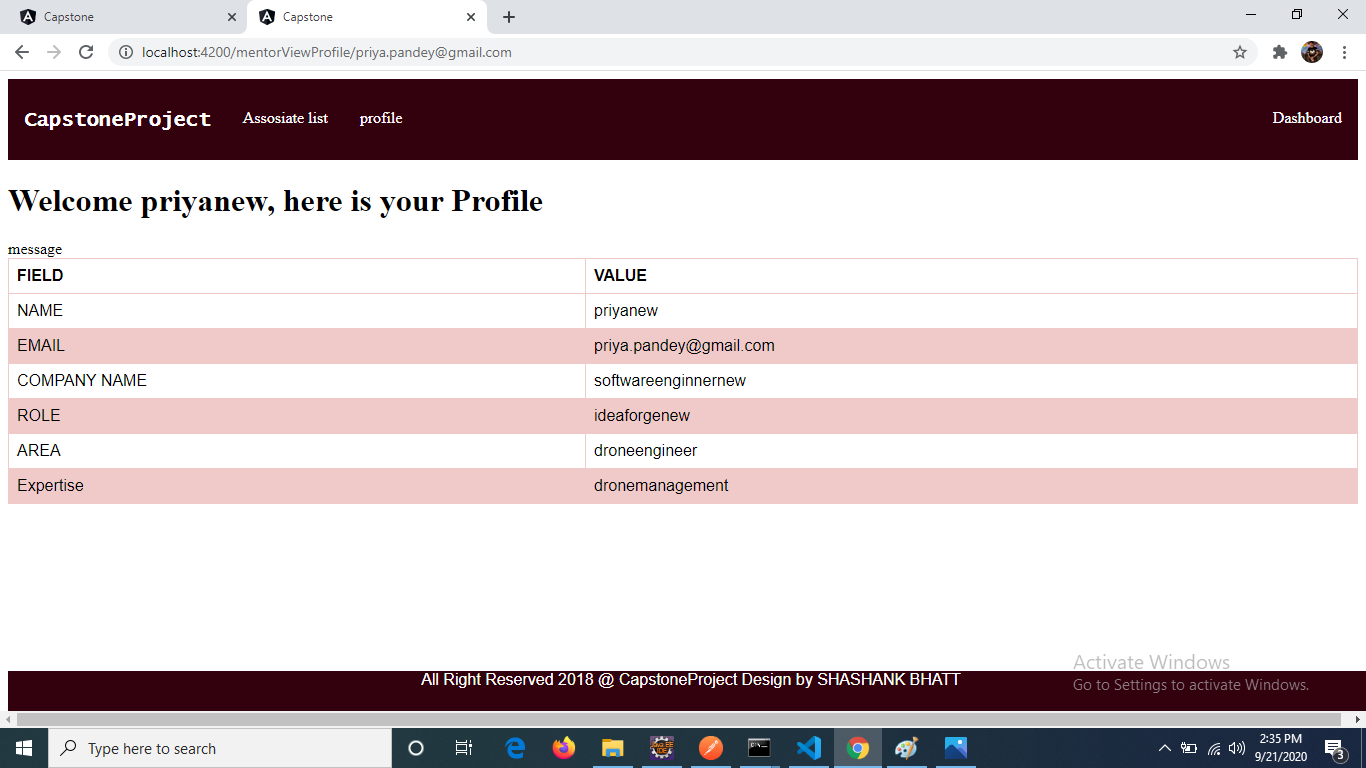 Capstone
Capstone
localhost:4200/mentorViewProfile/priya.pandey@gmail.com
CapstoneProject Assosiate list profile Dashboard
Welcome priyanew, here is your Profile
message
FIELD VALUE
NAME priyanew
EMAIL priya.pandey@gmail.com
COMPANY NAME softwareenginnernew
ROLE ideaforgenew
AREA droneengineer
Expertise dronemanagement
Activate Windows
All Right Reserved 2018 @ CapstoneProject Design by SHASHANK BHATT
Go to Settings to activate Windows.
Type here to search
2:35 PM
9/21/2020
3